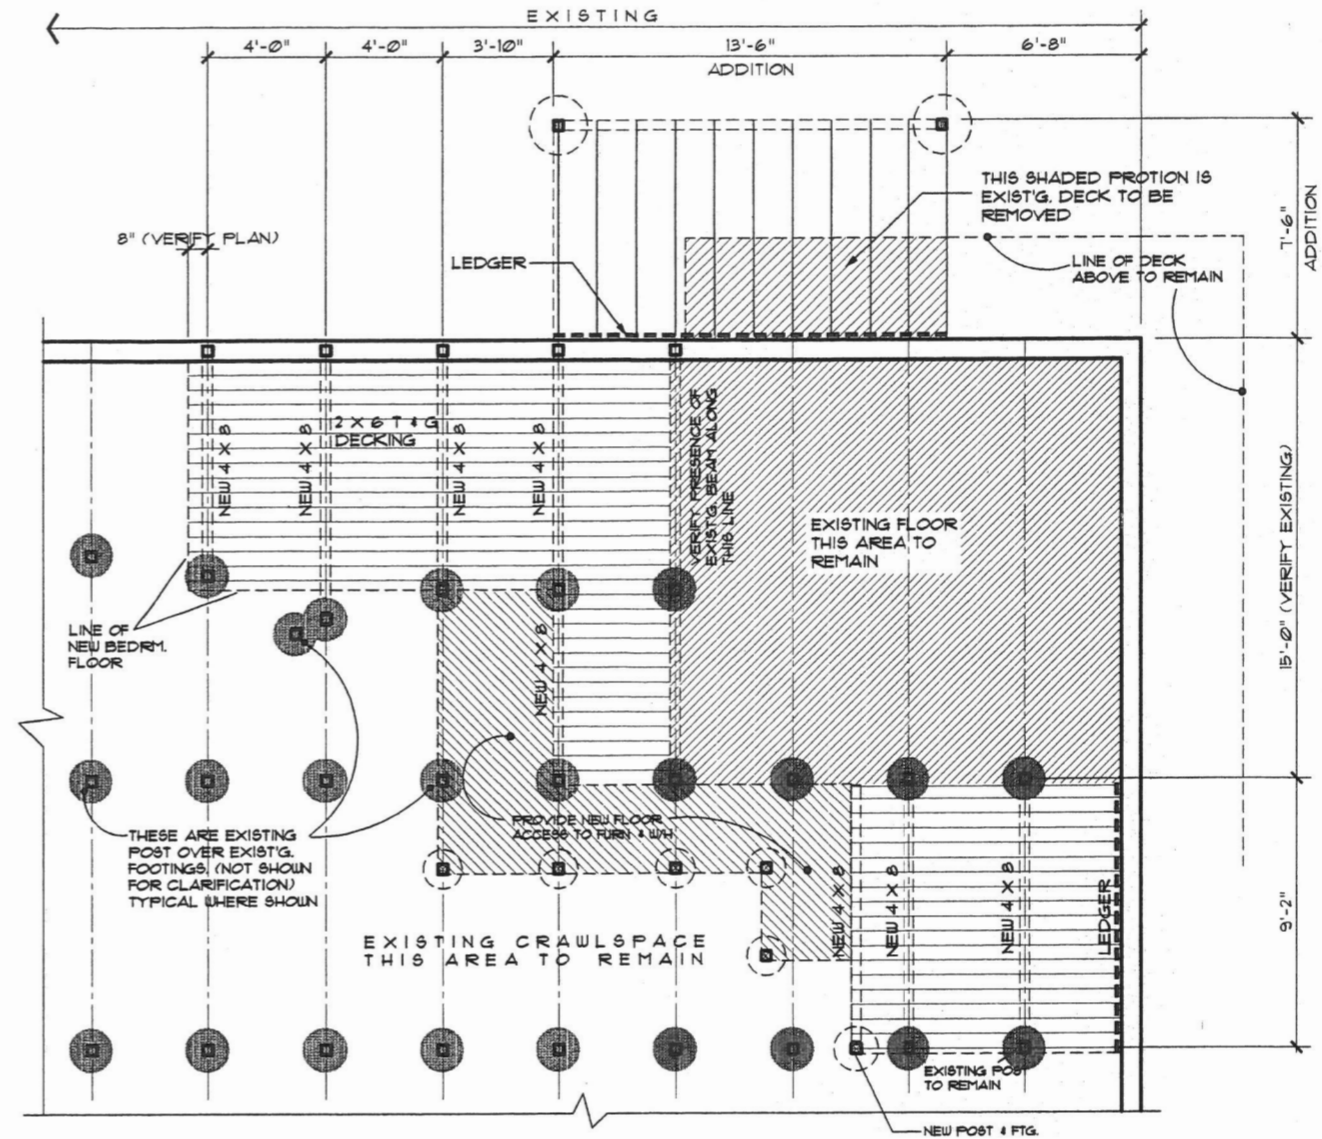 EXISTING
4'-0"
4'-0"
3'-10"
13'-6"
6'-8"
ADDITION
THIS SHADED PROTION IS
EXIST'G. DECK TO BE
REMOVED
7'-6"
ADDITION
8" (VERIFY PLAN)
LEDGER
LINE OF DECK
ABOVE TO REMAIN
2 X 6 T & G
DECKING
NEW 4 X 8
NEW 4 X 8
NEW 4 X 8
NEW 4 X 8
VERIFY PRESENCE OF
EXIST'G. BEAM ALONG
THIS LINE
EXISTING FLOOR
THIS AREA TO
REMAIN
15'-0" (VERIFY EXISTING)
LINE OF
NEW BEDRM.
FLOOR
NEW 4 X 8
PROVIDE NEW FLOOR
ACCESS TO FURN & W/H
THESE ARE EXISTING
POST OVER EXIST'G.
FOOTINGS. (NOT SHOWN
FOR CLARIFICATION)
TYPICAL WHERE SHOWN
NEW 4 X 8
NEW 4 X 8
NEW 4 X 8
LEDGER
9'-2"
EXISTING CRAWLSPACE
THIS AREA TO REMAIN
EXISTING POST
TO REMAIN
NEW POST & FTG.